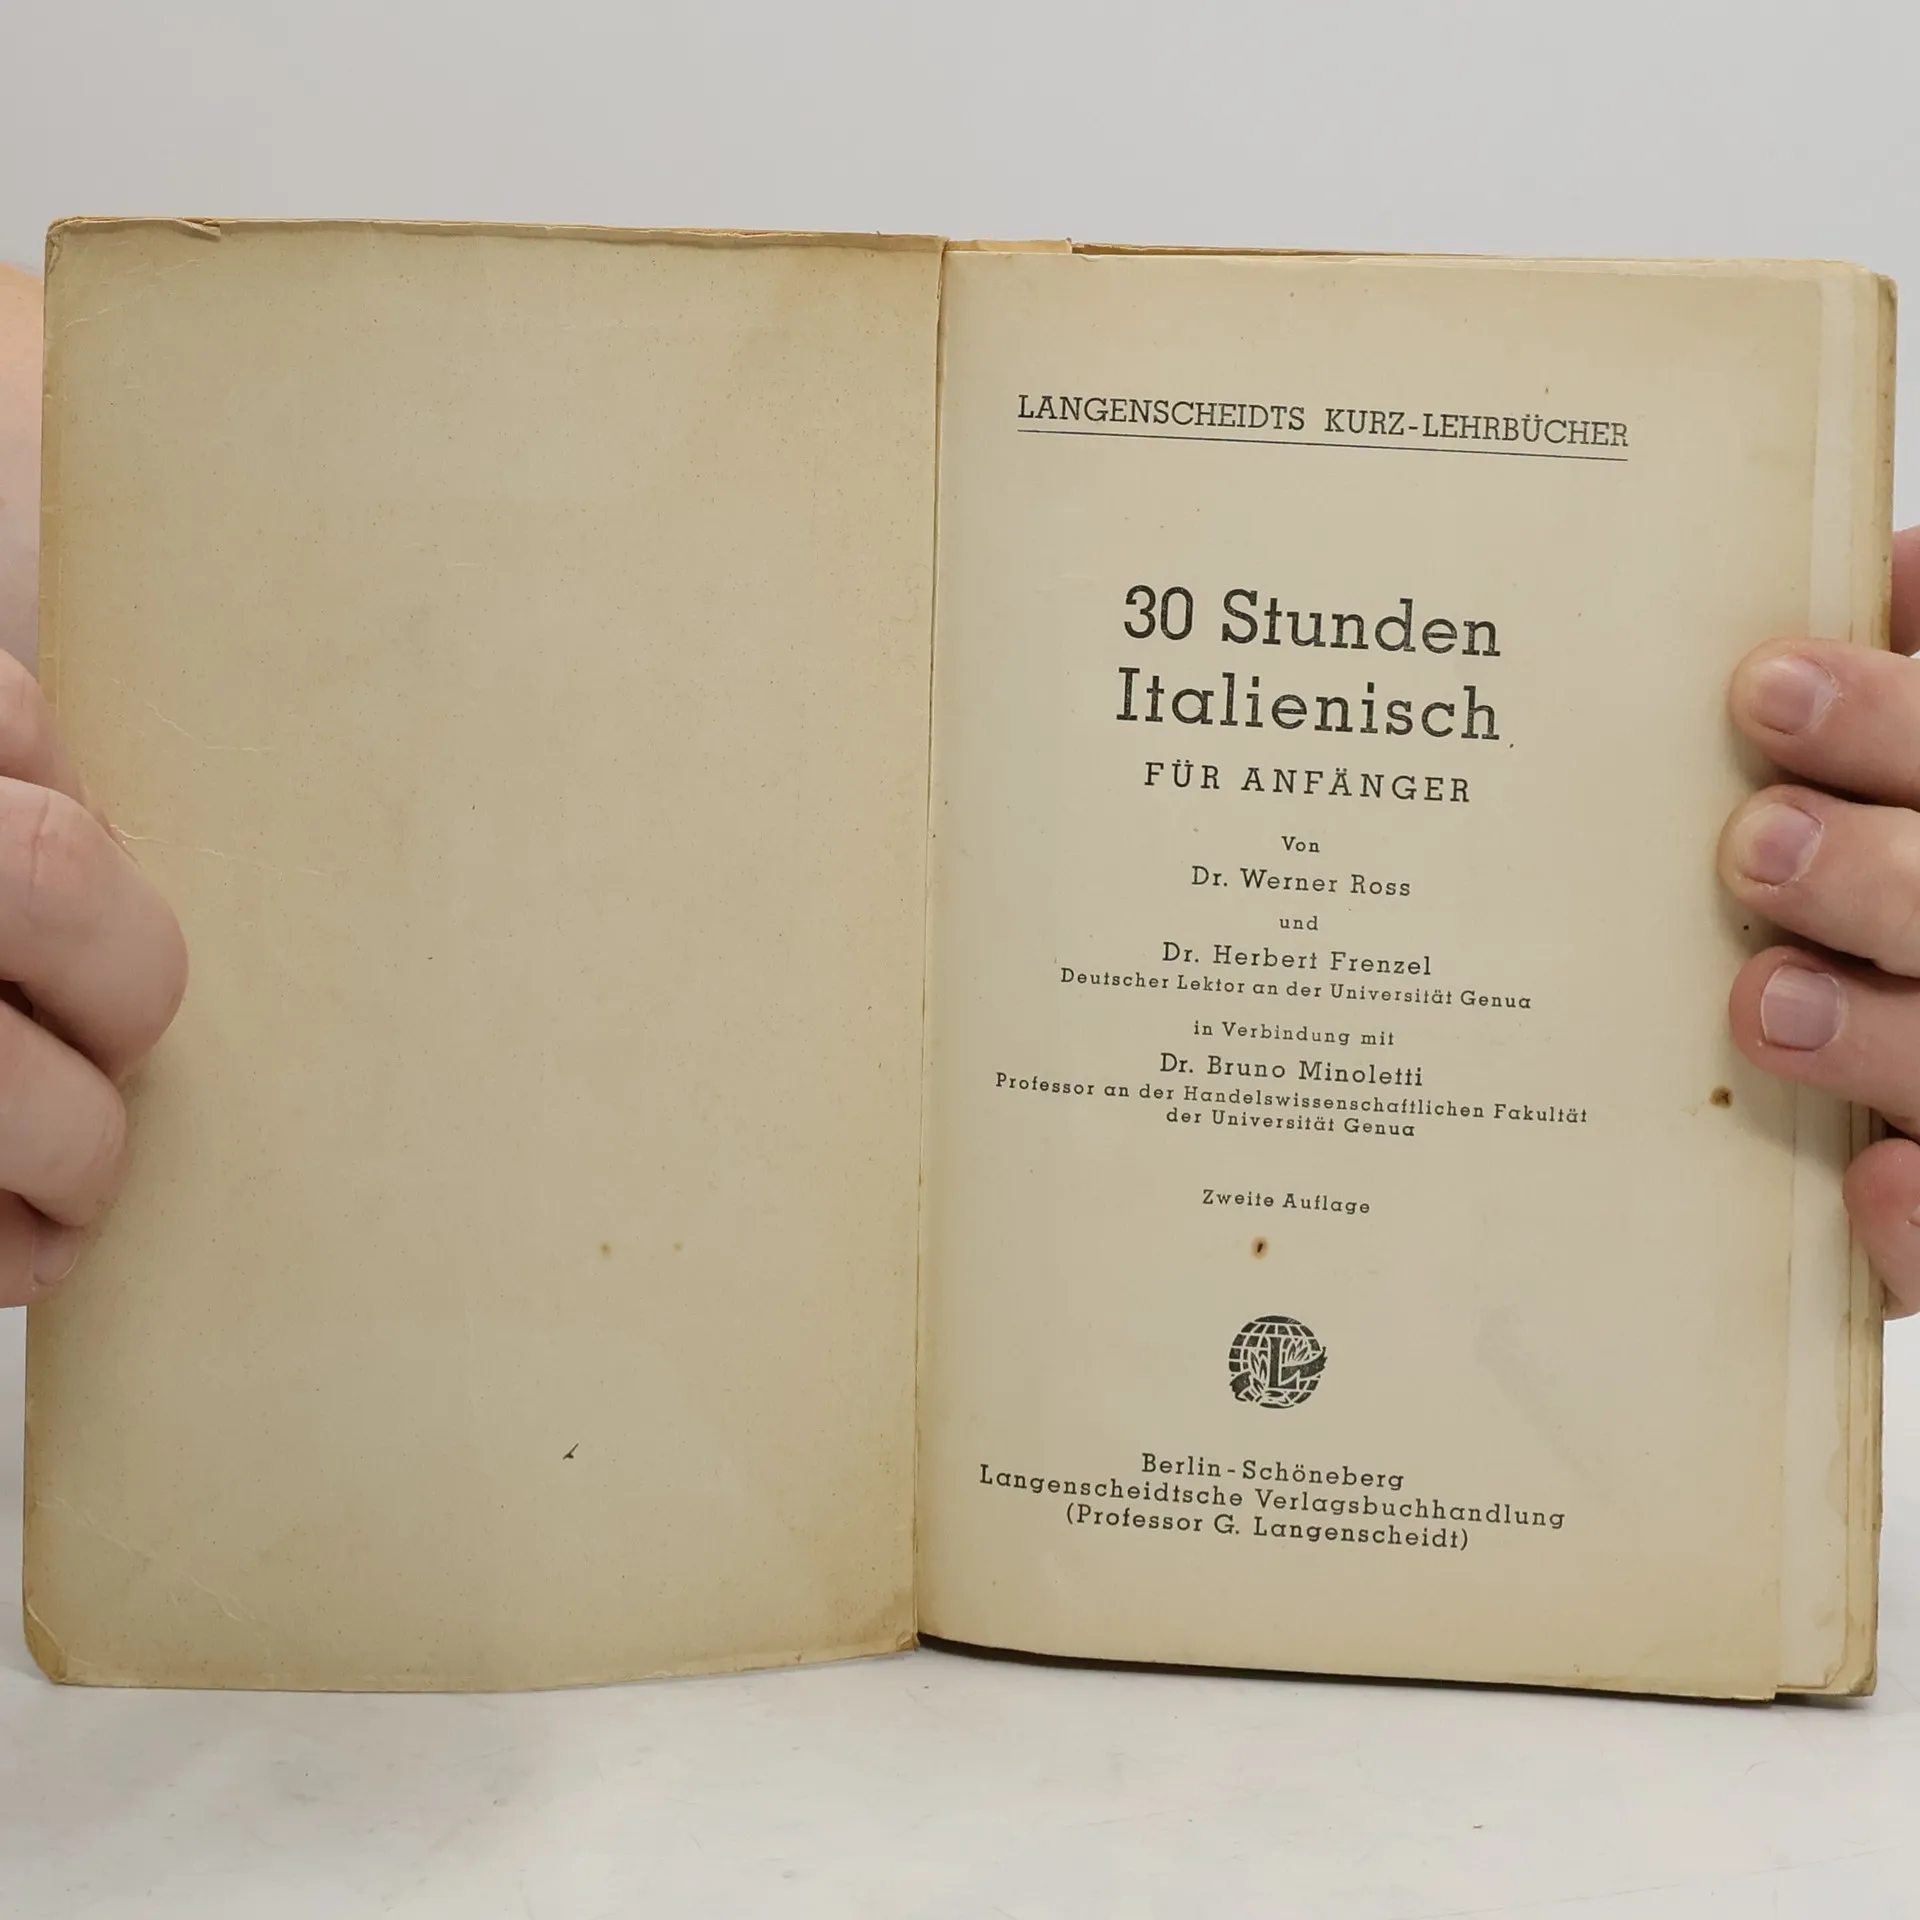 LANGENSCHEIDTS KURZ-LEHRBÜCHER
30 Stunden
Italienisch
FÜR ANFÄNGER
Von
Dr. Werner Ross
und
Dr. Herbert Frenzel
Deutscher Lektor an der Universität Genua
in Verbindung mit
Dr. Bruno Minoletti
Professor an der Handelswissenschaftlichen Fakultät
der Universität Genua
Zweite Auflage
L
Berlin-Schöneberg
Langenscheidtsche Verlagsbuchhandlung
(Professor G. Langenscheidt)